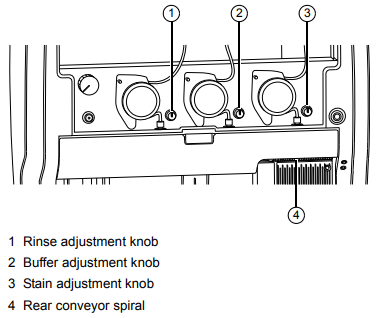 1 2 3
4
1 Rinse adjustment knob
2 Buffer adjustment knob
3 Stain adjustment knob
4 Rear conveyor spiral